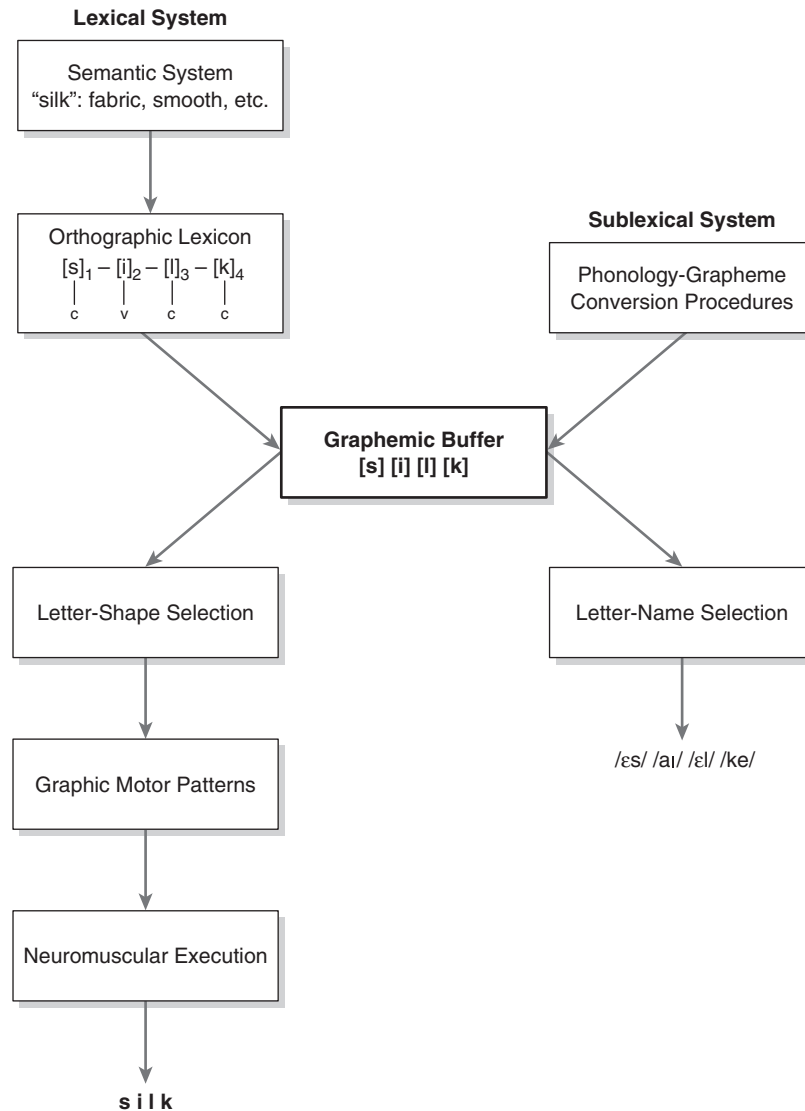 Lexical System
Semantic System
“silk”: fabric, smooth, etc.
Orthographic Lexicon
[s]1 – [i]2 – [l]3 – [k]4
c v c c
Sublexical System
Phonology-Grapheme
Conversion Procedures
Graphemic Buffer
[s] [i] [l] [k]
Letter-Shape Selection
Letter-Name Selection
Graphic Motor Patterns
/ɛs/ /aɪ/ /ɛl/ /ke/
Neuromuscular Execution
s i l k